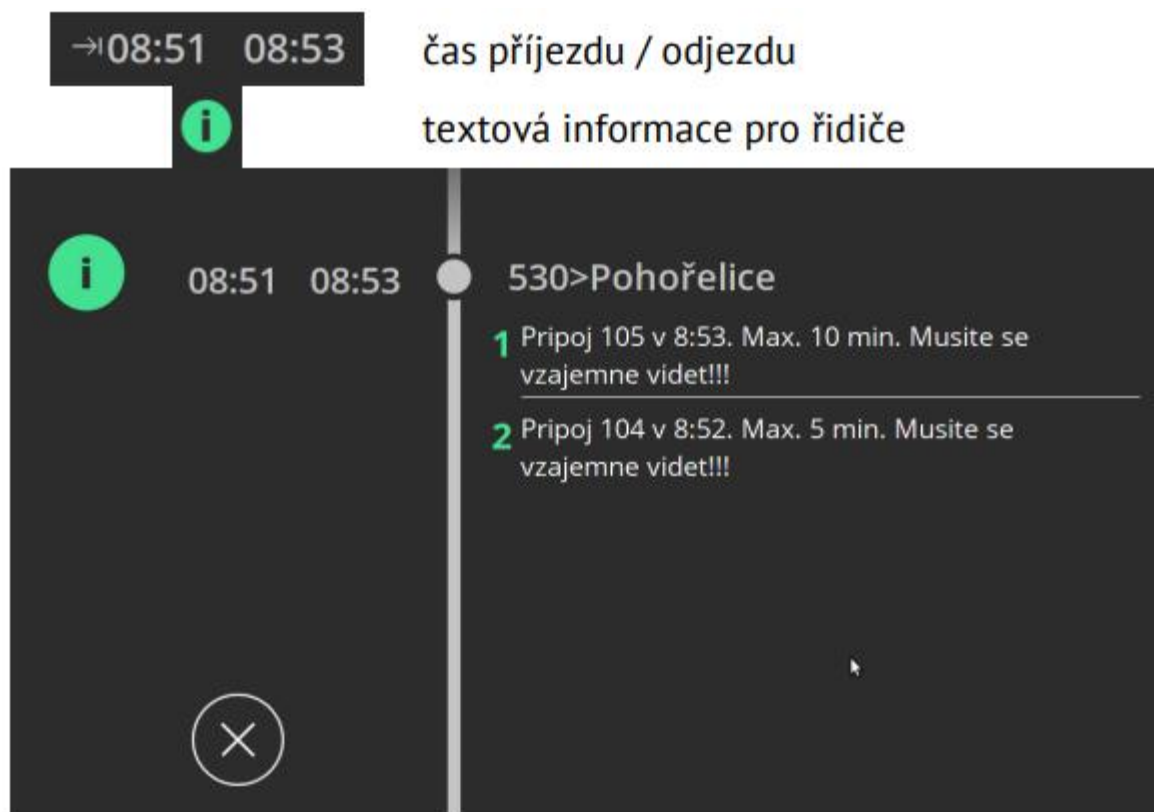 →08:51 08:53 čas příjezdu / odjezdu
i textová informace pro řidiče
i 08:51 08:53 530>Pohořelice
1 Pripoj 105 v 8:53. Max. 10 min. Musite se
vzajemne videt!!!
2 Pripoj 104 v 8:52. Max. 5 min. Musite se
vzajemne videt!!!